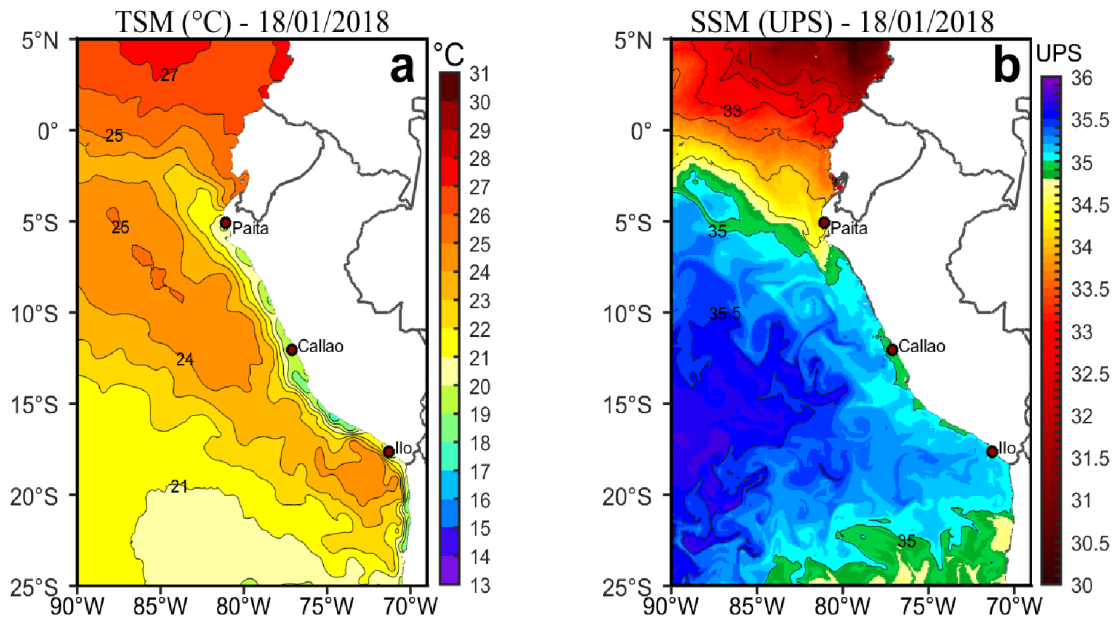 TSM (°C) - 18/01/2018
a
°C
5°N
0°
5°S
10°S
15°S
20°S
25°S
90°W
85°W
80°W
75°W
70°W
27
25
25
24
21
Paita
Callao
Ilo
31
30
29
28
27
26
25
24
23
22
21
20
19
18
17
16
15
14
13
SSM (UPS) - 18/01/2018
b
UPS
5°N
0°
5°S
10°S
15°S
20°S
25°S
90°W
85°W
80°W
75°W
70°W
33
35
35.5
35
Paita
Callao
Ilo
36
35.5
35
34.5
34
33.5
33
32.5
32
31.5
31
30.5
30